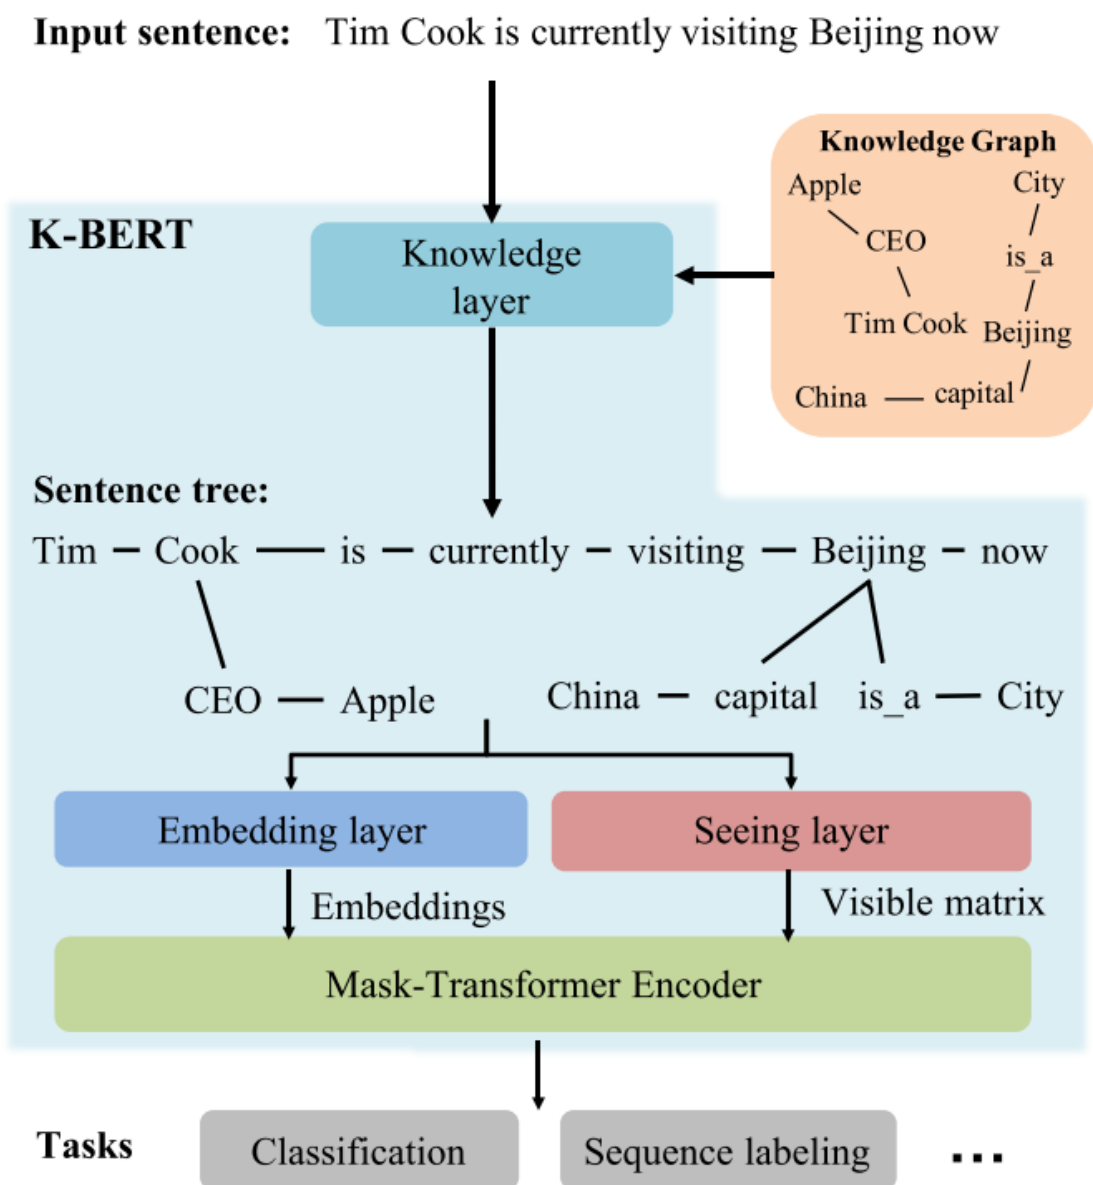 Input sentence: Tim Cook is currently visiting Beijing now
Knowledge Graph
Apple
City
CEO
is_a
Tim Cook
Beijing
China
capital
K-BERT
Knowledge
layer
Sentence tree:
Tim Cook is currently visiting Beijing now
CEO Apple China capital is_a City
Embedding layer
Seeing layer
Embeddings
Visible matrix
Mask-Transformer Encoder
Tasks
Classification
Sequence labeling
...